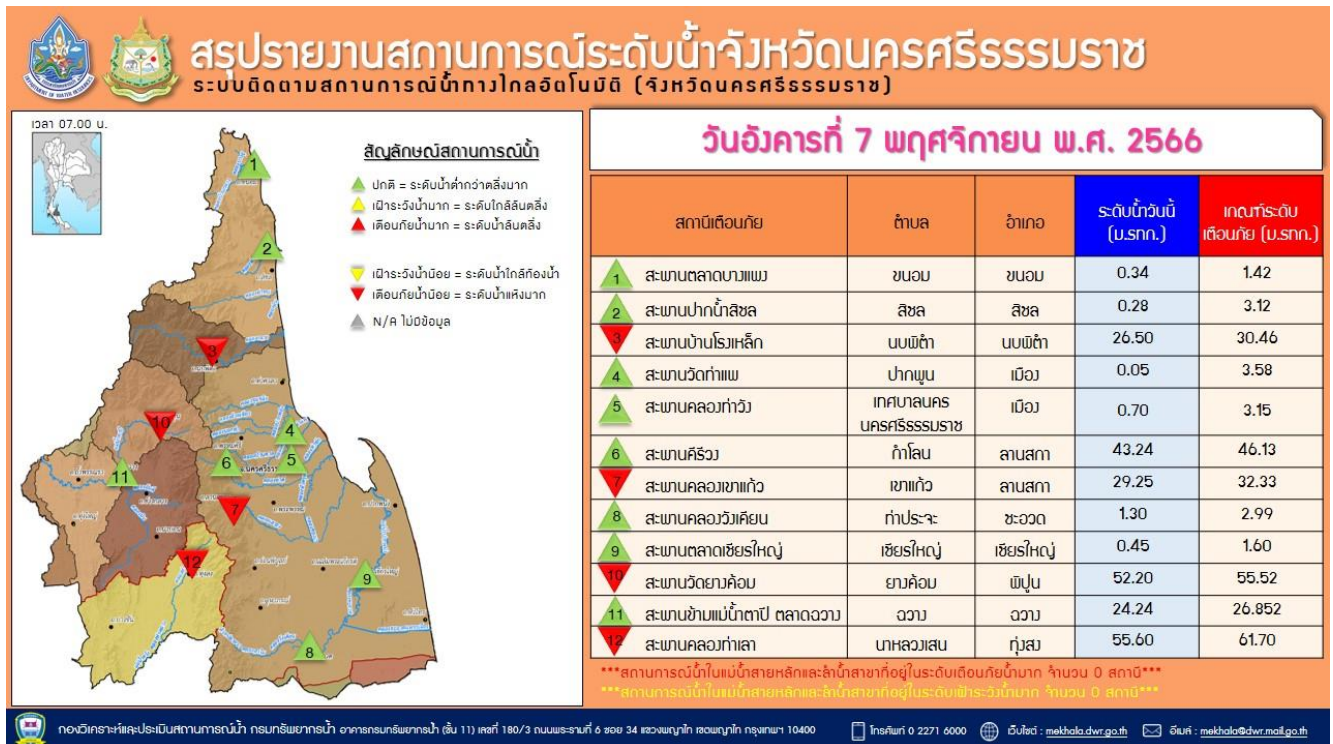 สรุปรายงานสถานการณ์ระดับน้ำจังหวัดนครศรีธรรมราช
ระบบติดตามสถานการณ์น้ำทางไกลอัตโนมัติ (จังหวัดนครศรีธรรมราช)
เวลา 07.00 น.
สัญลักษณ์สถานการณ์น้ำ
ปกติ = ระดับน้ำต่ำกว่าตลิ่งมาก
เฝ้าระวังน้ำมาก = ระดับใกล้ล้นตลิ่ง
เตือนภัยน้ำมาก = ระดับน้ำล้นตลิ่ง
เฝ้าระวังน้ำน้อย = ระดับน้ำใกล้ท้องน้ำ
เตือนภัยน้ำน้อย = ระดับน้ำแห้งมาก
N/A ไม่มีข้อมูล
1
2
3
4
10
6
5
11
7
12
9
8
วันอังคารที่ 7 พฤศจิกายน พ.ศ. 2566
สถานีเตือนภัย ตำบล อำเภอ ระดับน้ำวันนี้ (ม.รทก.) เกณฑ์ระดับเตือนภัย (ม.รทก.)
1 สะพานตลาดบางแพง ขนอม ขนอม 0.34 1.42
2 สะพานปากน้ำสิชล สิชล สิชล 0.28 3.12
3 สะพานบ้านโรงเหล็ก นบพิตำ นบพิตำ 26.50 30.46
4 สะพานวัดท่าแพ ปากพูน เมือง 0.05 3.58
5 สะพานคลองท่าวัง เทศบาลนครนครศรีธรรมราช เมือง 0.70 3.15
6 สะพานคีรีวง กำโลน ลานสกา 43.24 46.13
7 สะพานคลองเขาแก้ว เขาแก้ว ลานสกา 29.25 32.33
8 สะพานคลองวังเคียน ท่าประจะ ชะอวด 1.30 2.99
9 สะพานตลาดเชียรใหญ่ เชียรใหญ่ เชียรใหญ่ 0.45 1.60
10 สะพานวัดยางค้อม ยางค้อม พิปูน 52.20 55.52
11 สะพานข้ามแม่น้ำตาปี ตลาดฉวาง ฉวาง ฉวาง 24.24 26.852
12 สะพานคลองท่าเลา นาหลวงเสน ทุ่งสง 55.60 61.70
***สถานการณ์น้ำในแม่น้ำสายหลักและลำน้ำสาขาที่อยู่ในระดับเตือนภัยน้ำมาก จำนวน 0 สถานี***
***สถานการณ์น้ำในแม่น้ำสายหลักและลำน้ำสาขาที่อยู่ในระดับเฝ้าระวังน้ำมาก จำนวน 0 สถานี***
กองวิเคราะห์และประเมินสถานการณ์น้ำ กรมทรัพยากรน้ำ อาคารกรมทรัพยากรน้ำ (ชั้น 11) เลขที่ 180/3 ถนนพระรามที่ 6 ซอย 34 แขวงพญาไท เขตพญาไท กรุงเทพฯ 10400 โทรศัพท์ 0 2271 6000 เว็บไซต์ : mekhala.dwr.go.th อีเมล์ : mekhala@dwr.mail.go.th